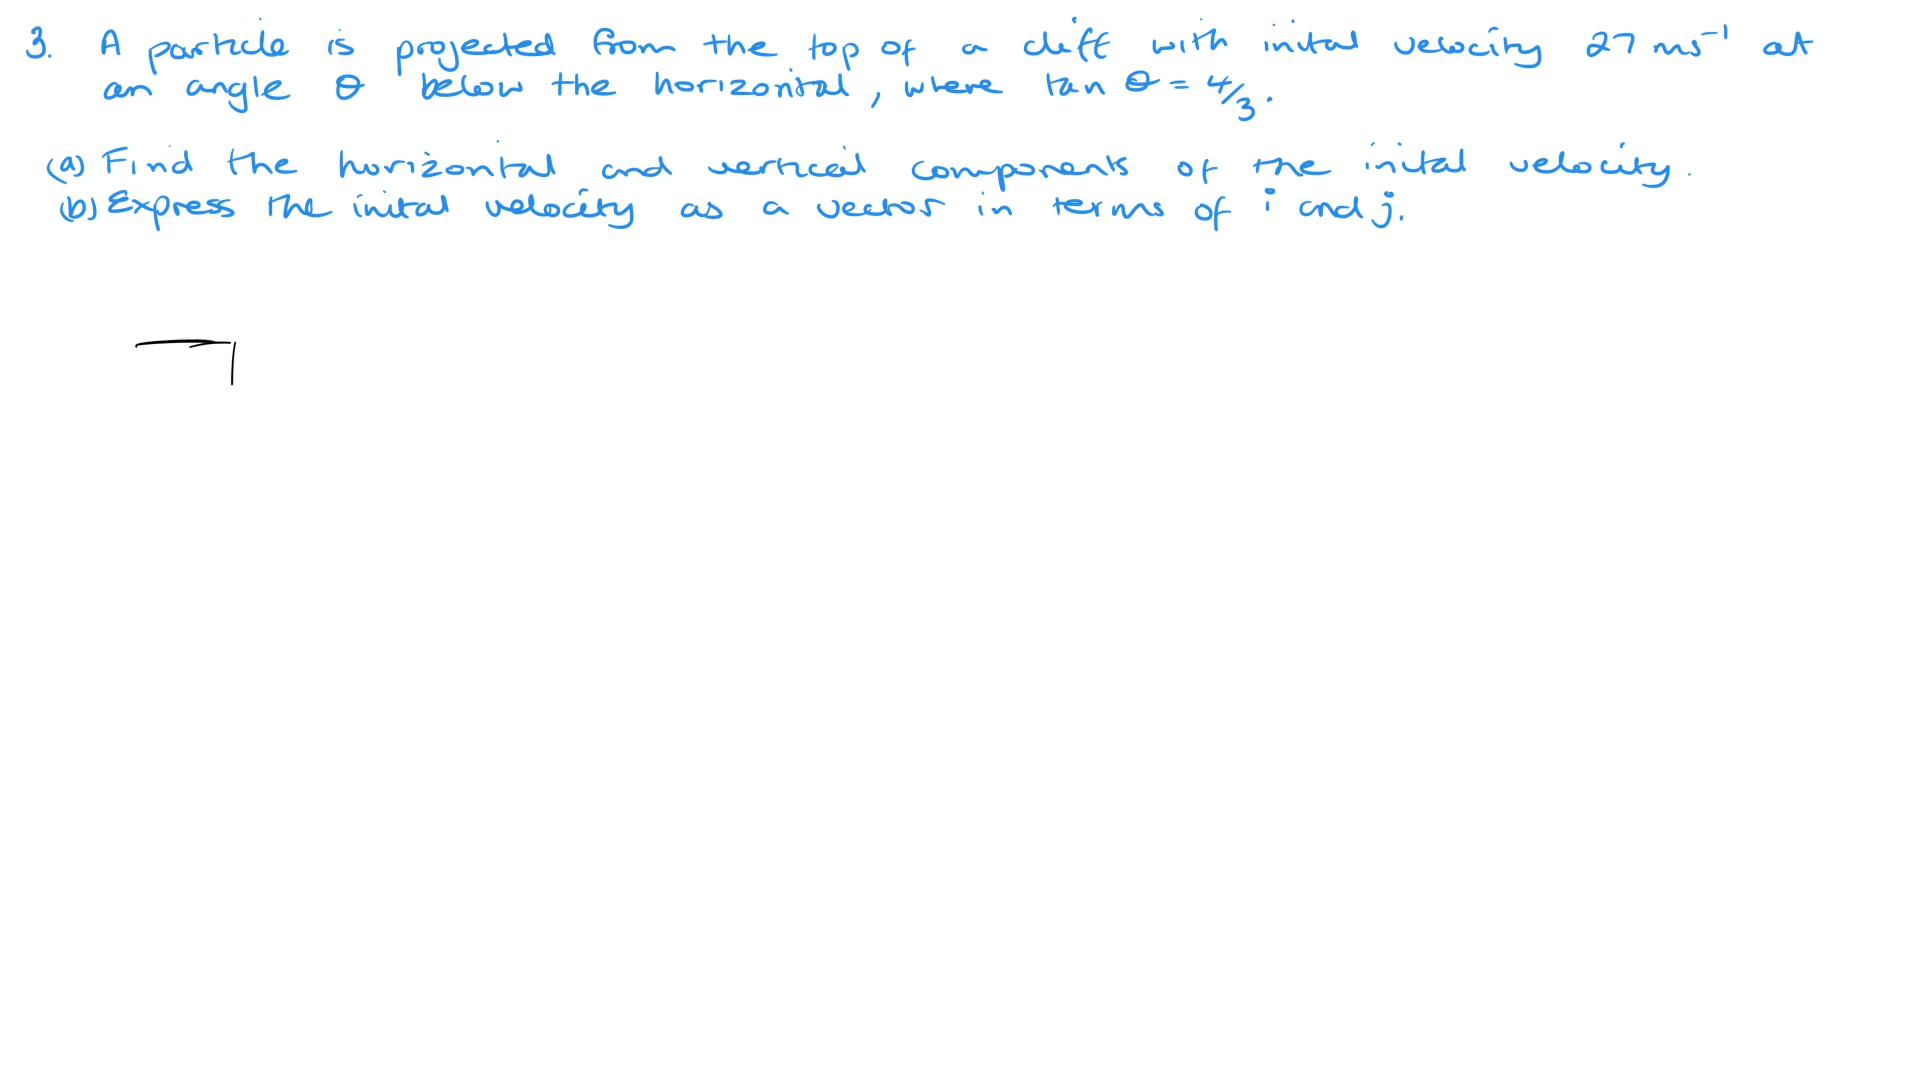 3. A particle is projected from the top of a cliff with inital velocity 27 ms⁻¹ at
an angle θ below the horizontal, where tan θ = 4/3.
(a) Find the horizontal and vertical components of the inital velocity.
(b) Express the inital velocity as a vector in terms of i and j.